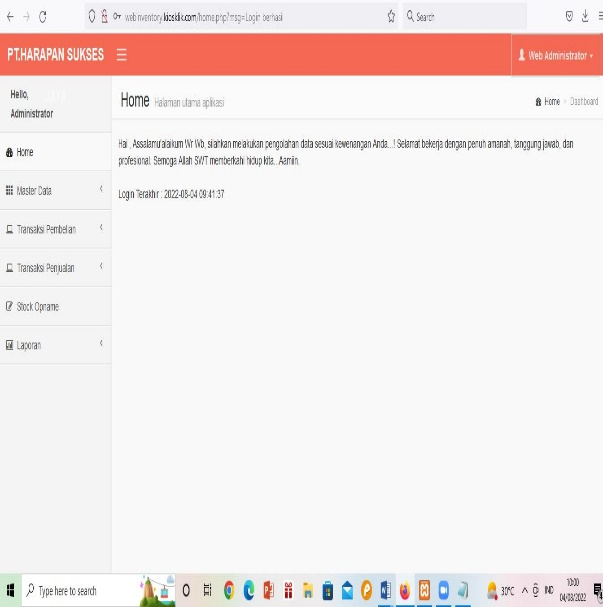 webinventory.kiosklik.com/home.php?msg=Login berhasil
Search
PT.HARAPAN SUKSES
Web Administrator
Hello,
Administrator
Home
Master Data
Transaksi Pembelian
Transaksi Penjualan
Stock Opname
Laporan
Home Halaman utama aplikasi
Home > Dashboard
Hai , Assalamu'alaikum Wr Wb, silahkan melakukan pengolahan data sesuai kewenangan Anda...! Selamat bekerja dengan penuh amanah, tanggung jawab, dan
profesional. Semoga Allah SWT memberkahi hidup kita.. Aamiin.
Login Terakhir : 2022-08-04 09:41:37
Type here to search
30°C
IND
10:00
04/08/2022